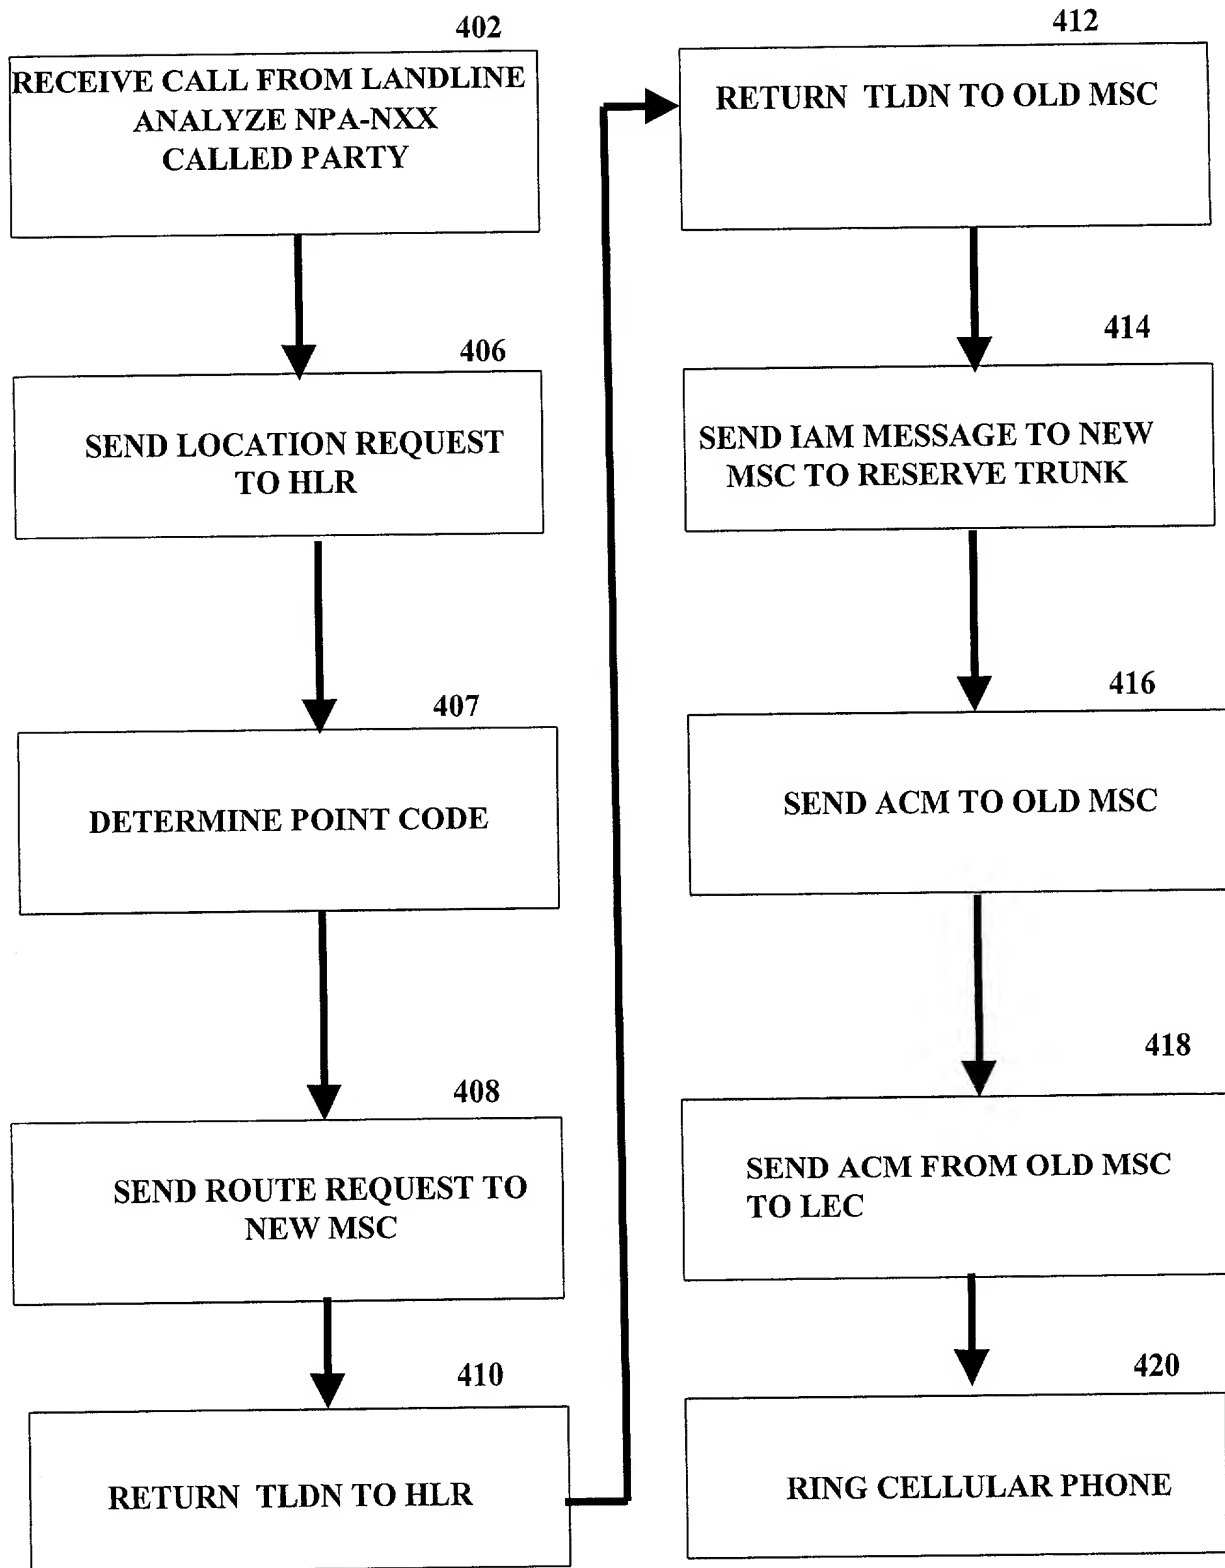 402
RECEIVE CALL FROM LANDLINE
ANALYZE NPA-NXX
CALLED PARTY
406
SEND LOCATION REQUEST
TO HLR
407
DETERMINE POINT CODE
408
SEND ROUTE REQUEST TO
NEW MSC
410
RETURN TLDN TO HLR
412
RETURN TLDN TO OLD MSC
414
SEND IAM MESSAGE TO NEW
MSC TO RESERVE TRUNK
416
SEND ACM TO OLD MSC
418
SEND ACM FROM OLD MSC
TO LEC
420
RING CELLULAR PHONE